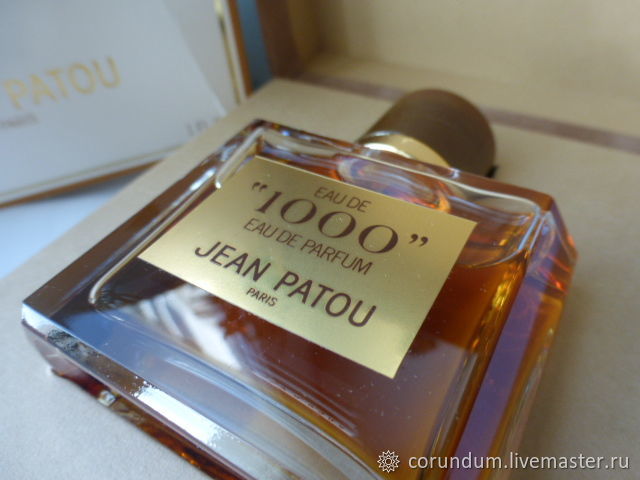 PATOU
EAU DE
"1000"
EAU DE PARFUM
JEAN PATOU
PARIS
corundum.livemaster.ru